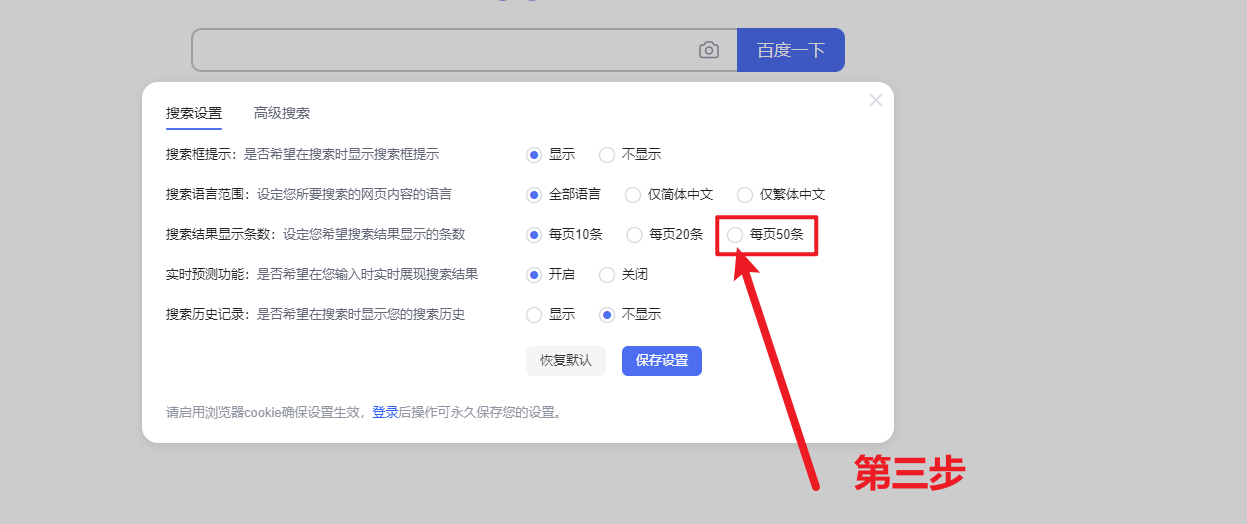 百度一下
搜索设置 高级搜索
搜索框提示：是否希望在搜索时显示搜索框提示 显示 不显示
搜索语言范围：设定您所要搜索的网页内容的语言 全部语言 仅简体中文 仅繁体中文
搜索结果显示条数：设定您希望搜索结果显示的条数 每页10条 每页20条 每页50条
实时预测功能：是否希望在您输入时实时展现搜索结果 开启 关闭
搜索历史记录：是否希望在搜索时显示您的搜索历史 显示 不显示
恢复默认 保存设置
请启用浏览器cookie确保设置生效，登录后操作可永久保存您的设置。
第三步